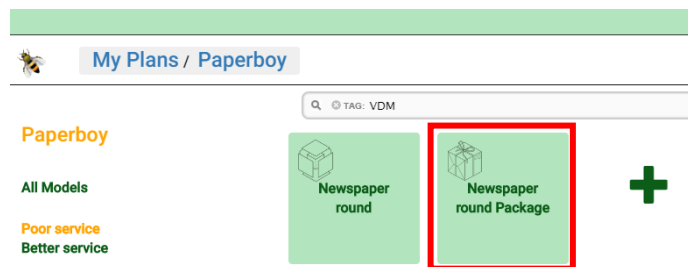 My Plans / Paperboy
TAG: VDM
Paperboy
All Models
Poor service
Better service
Newspaper
round
Newspaper
round Package